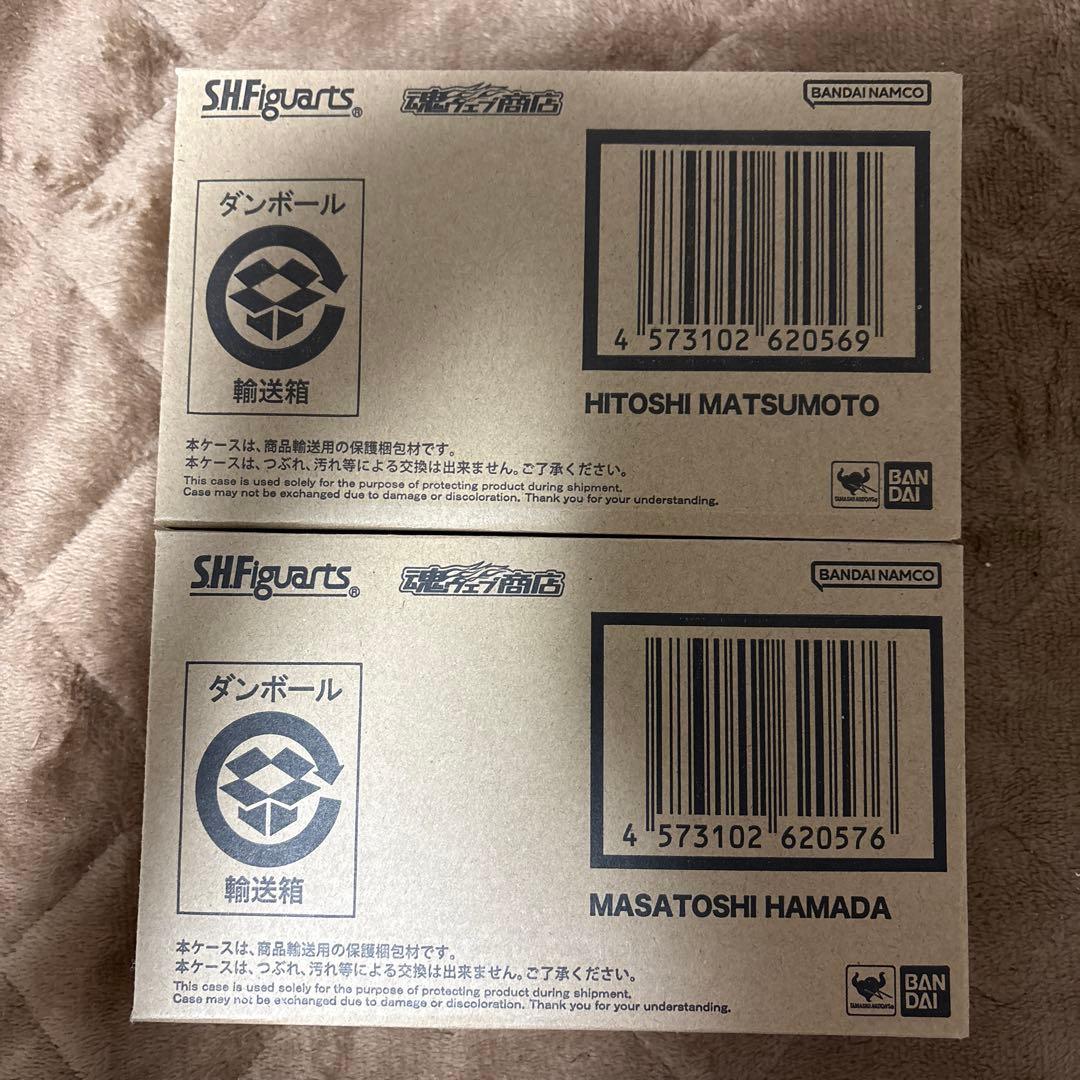 S.H.Figuarts®
魂ウェブ商店
BANDAI NAMCO
ダンボール
輸送箱
4 573102 620569
HITOSHI MATSUMOTO
本ケースは、商品輸送用の保護梱包材です。
本ケースは、つぶれ、汚れ等による交換は出来ません。ご了承ください。
This case is used solely for the purpose of protecting product during shipment.
Case may not be exchanged due to damage or discoloration. Thank you for your understanding.
TAMASHII NATIONS
BAN
DAI
S.H.Figuarts®
魂ウェブ商店
BANDAI NAMCO
ダンボール
輸送箱
4 573102 620576
MASATOSHI HAMADA
本ケースは、商品輸送用の保護梱包材です。
本ケースは、つぶれ、汚れ等による交換は出来ません。ご了承ください。
This case is used solely for the purpose of protecting product during shipment.
Case may not be exchanged due to damage or discoloration. Thank you for your understanding.
TAMASHII NATIONS
BAN
DAI